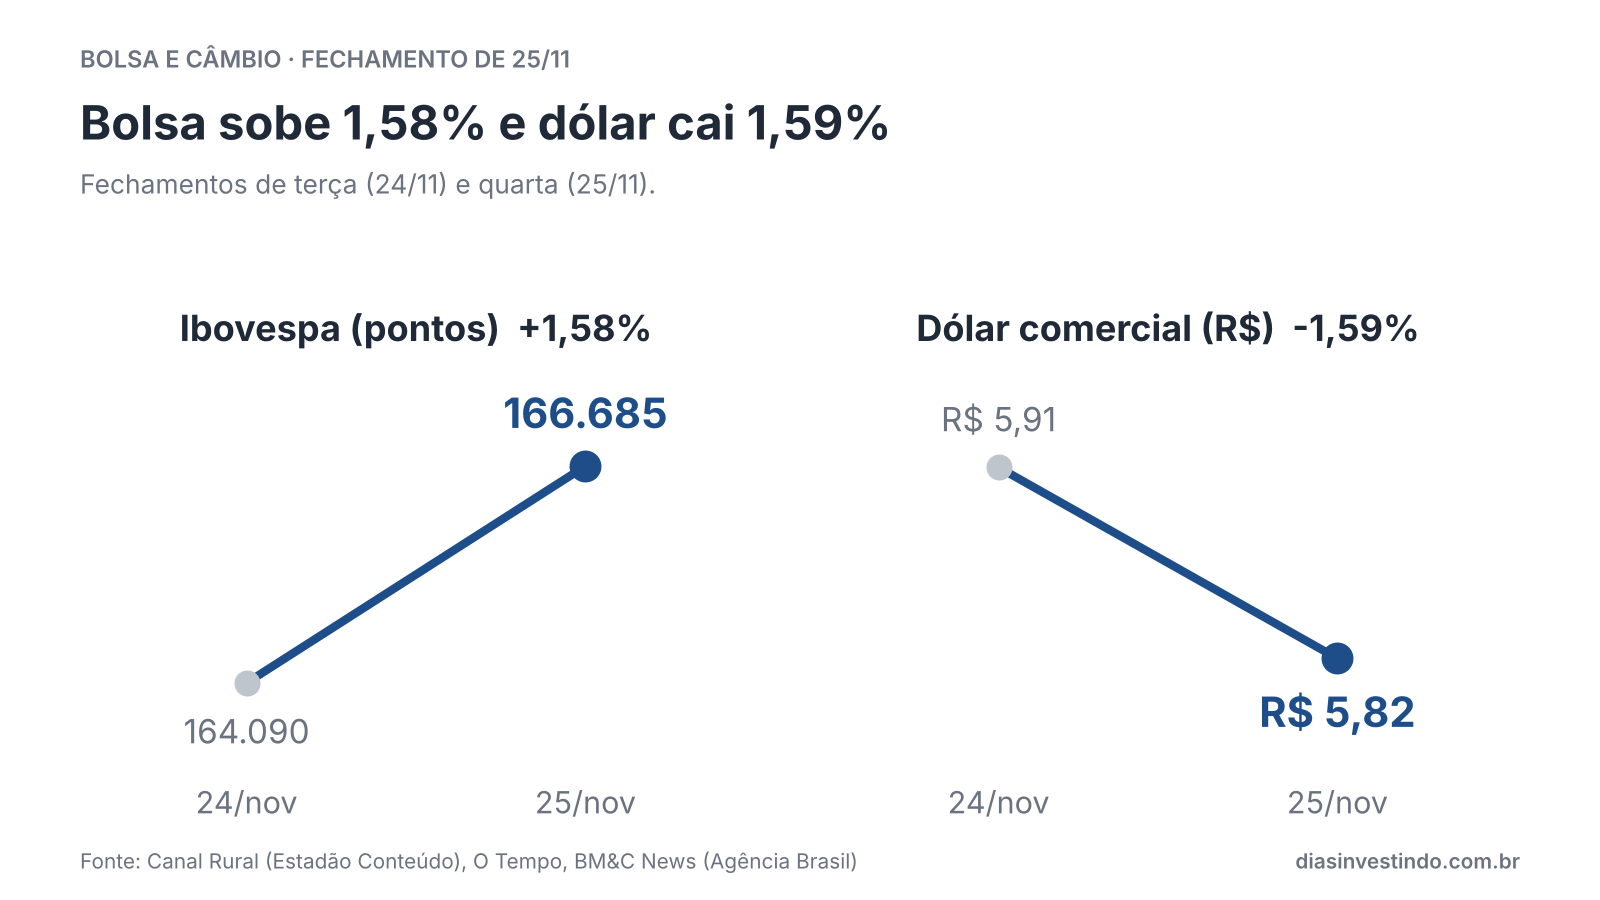 BOLSA E CÂMBIO · FECHAMENTO DE 25/11
Bolsa sobe 1,58% e dólar cai 1,59%
Fechamentos de terça (24/11) e quarta (25/11).
Ibovespa (pontos) +1,58%
166.685
164.090
24/nov 25/nov
Dólar comercial (R$) -1,59%
R$ 5,91
R$ 5,82
24/nov 25/nov
Fonte: Canal Rural (Estadão Conteúdo), O Tempo, BM&C News (Agência Brasil)
diasinvestindo.com.br